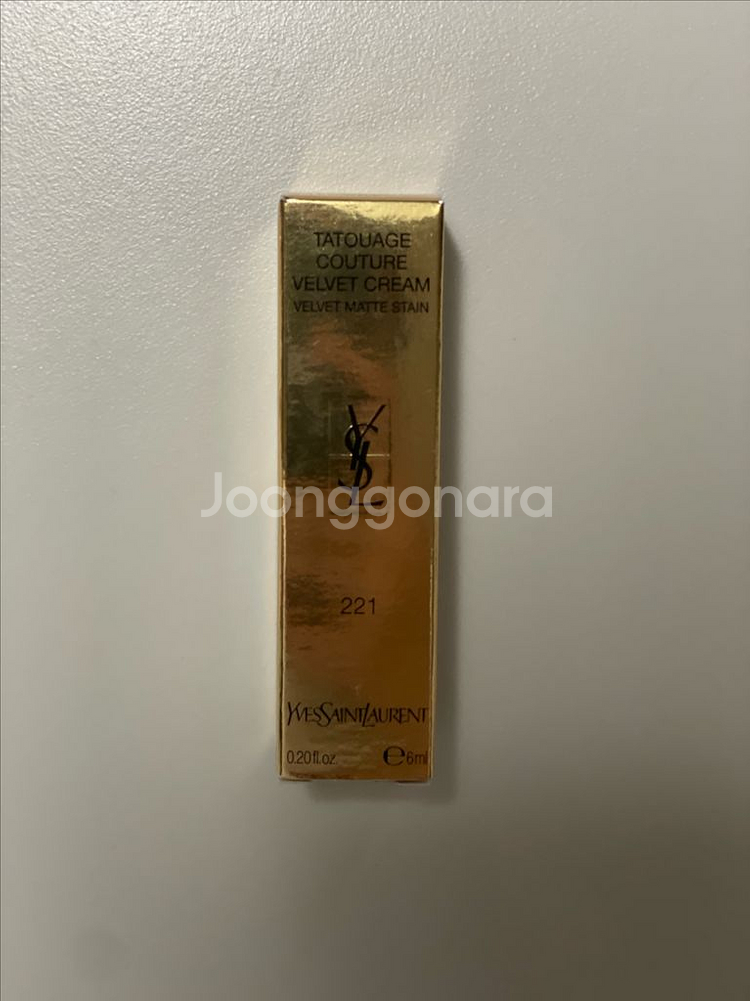 TATOUAGE
COUTURE
VELVET CREAM
VELVET MATTE STAIN
YSL
Joonggonara
221
YVESSAINTLAURENT
0.20fl.oz. ℮6ml